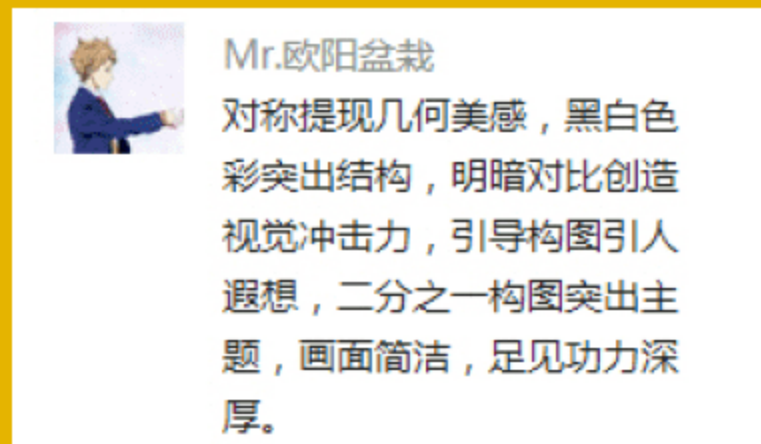 Mr.欧阳盆栽
对称提现几何美感，黑白色
彩突出结构，明暗对比创造
视觉冲击力，引导构图引人
遐想，二分之一构图突出主
题，画面简洁，足见功力深
厚。